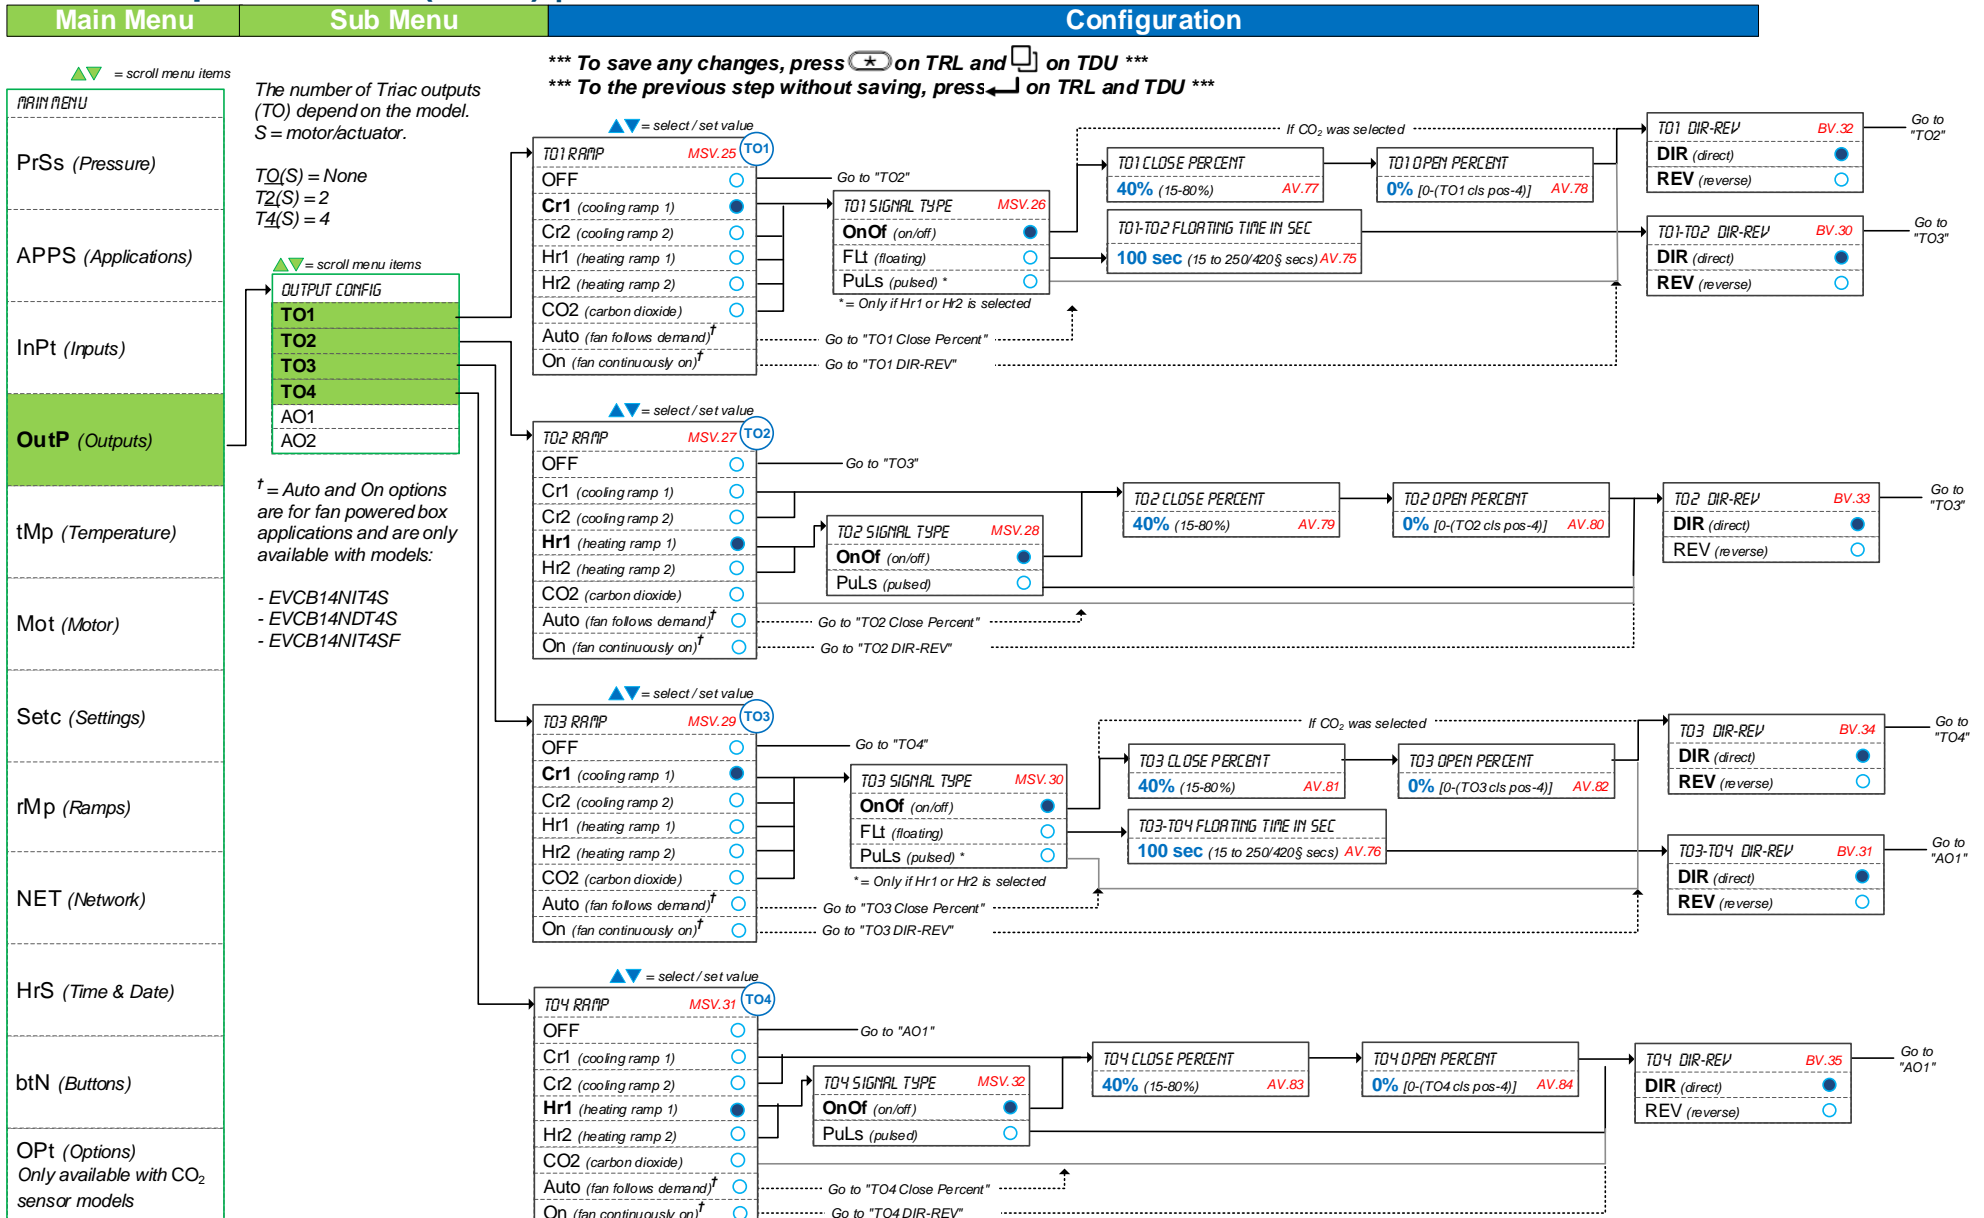 Main Menu
Sub Menu
Configuration
*** To save any changes, press * on TRL and on TDU ***
*** To the previous step without saving, press on TRL and TDU ***
▲▼ = scroll menu items
MAIN MENU
PrSs (Pressure)
APPS (Applications)
InPt (Inputs)
OutP (Outputs)
tMp (Temperature)
Mot (Motor)
Setc (Settings)
rMp (Ramps)
NET (Network)
HrS (Time & Date)
btN (Buttons)
OPt (Options)
Only available with CO2
sensor models
The number of Triac outputs
(TO) depend on the model.
S = motor/actuator.
TO(S) = None
T2(S) = 2
T4(S) = 4
▲▼ = scroll menu items
OUTPUT CONFIG
TO1
TO2
TO3
TO4
AO1
AO2
† = Auto and On options
are for fan powered box
applications and are only
available with models:
- EVCB14NIT4S
- EVCB14NDT4S
- EVCB14NIT4SF
▲▼ = select / set value
TO1 RAMP MSV.25 TO1
OFF
Cr1 (cooling ramp 1)
Cr2 (cooling ramp 2)
Hr1 (heating ramp 1)
Hr2 (heating ramp 2)
CO2 (carbon dioxide)
Auto (fan follows demand)†
On (fan continuously on)†
Go to "TO2"
TO1 SIGNAL TYPE MSV.26
OnOf (on/off)
FLt (floating)
PuLs (pulsed) *
* = Only if Hr1 or Hr2 is selected
Go to "TO1 Close Percent"
Go to "TO1 DIR-REV"
If CO2 was selected
TO1 CLOSE PERCENT
40% (15-80%) AV.77
TO1 OPEN PERCENT
0% [0-(TO1 cls pos-4)] AV.78
TO1-TO2 FLOATING TIME IN SEC
100 sec (15 to 250/420§ secs) AV.75
TO1 DIR-REV BV.32
DIR (direct)
REV (reverse)
Go to
"TO2"
TO1-TO2 DIR-REV BV.30
DIR (direct)
REV (reverse)
Go to
"TO3"
▲▼ = select / set value
TO2 RAMP MSV.27 TO2
OFF
Cr1 (cooling ramp 1)
Cr2 (cooling ramp 2)
Hr1 (heating ramp 1)
Hr2 (heating ramp 2)
CO2 (carbon dioxide)
Auto (fan follows demand)†
On (fan continuously on)†
Go to "TO3"
TO2 SIGNAL TYPE MSV.28
OnOf (on/off)
PuLs (pulsed)
Go to "TO2 Close Percent"
Go to "TO2 DIR-REV"
TO2 CLOSE PERCENT
40% (15-80%) AV.79
TO2 OPEN PERCENT
0% [0-(TO2 cls pos-4)] AV.80
TO2 DIR-REV BV.33
DIR (direct)
REV (reverse)
Go to
"TO3"
▲▼ = select / set value
TO3 RAMP MSV.29 TO3
OFF
Cr1 (cooling ramp 1)
Cr2 (cooling ramp 2)
Hr1 (heating ramp 1)
Hr2 (heating ramp 2)
CO2 (carbon dioxide)
Auto (fan follows demand)†
On (fan continuously on)†
Go to "TO4"
TO3 SIGNAL TYPE MSV.30
OnOf (on/off)
FLt (floating)
PuLs (pulsed) *
* = Only if Hr1 or Hr2 is selected
Go to "TO3 Close Percent"
Go to "TO3 DIR-REV"
If CO2 was selected
TO3 CLOSE PERCENT
40% (15-80%) AV.81
TO3 OPEN PERCENT
0% [0-(TO3 cls pos-4)] AV.82
TO3-TO4 FLOATING TIME IN SEC
100 sec (15 to 250/420§ secs) AV.76
TO3 DIR-REV BV.34
DIR (direct)
REV (reverse)
Go to
"TO4"
TO3-TO4 DIR-REV BV.31
DIR (direct)
REV (reverse)
Go to
"AO1"
▲▼ = select / set value
TO4 RAMP MSV.31 TO4
OFF
Cr1 (cooling ramp 1)
Cr2 (cooling ramp 2)
Hr1 (heating ramp 1)
Hr2 (heating ramp 2)
CO2 (carbon dioxide)
Auto (fan follows demand)†
On (fan continuously on)†
Go to "AO1"
TO4 SIGNAL TYPE MSV.32
OnOf (on/off)
PuLs (pulsed)
Go to "TO4 Close Percent"
Go to "TO4 DIR-REV"
TO4 CLOSE PERCENT
40% (15-80%) AV.83
TO4 OPEN PERCENT
0% [0-(TO4 cls pos-4)] AV.84
TO4 DIR-REV BV.35
DIR (direct)
REV (reverse)
Go to
"AO1"